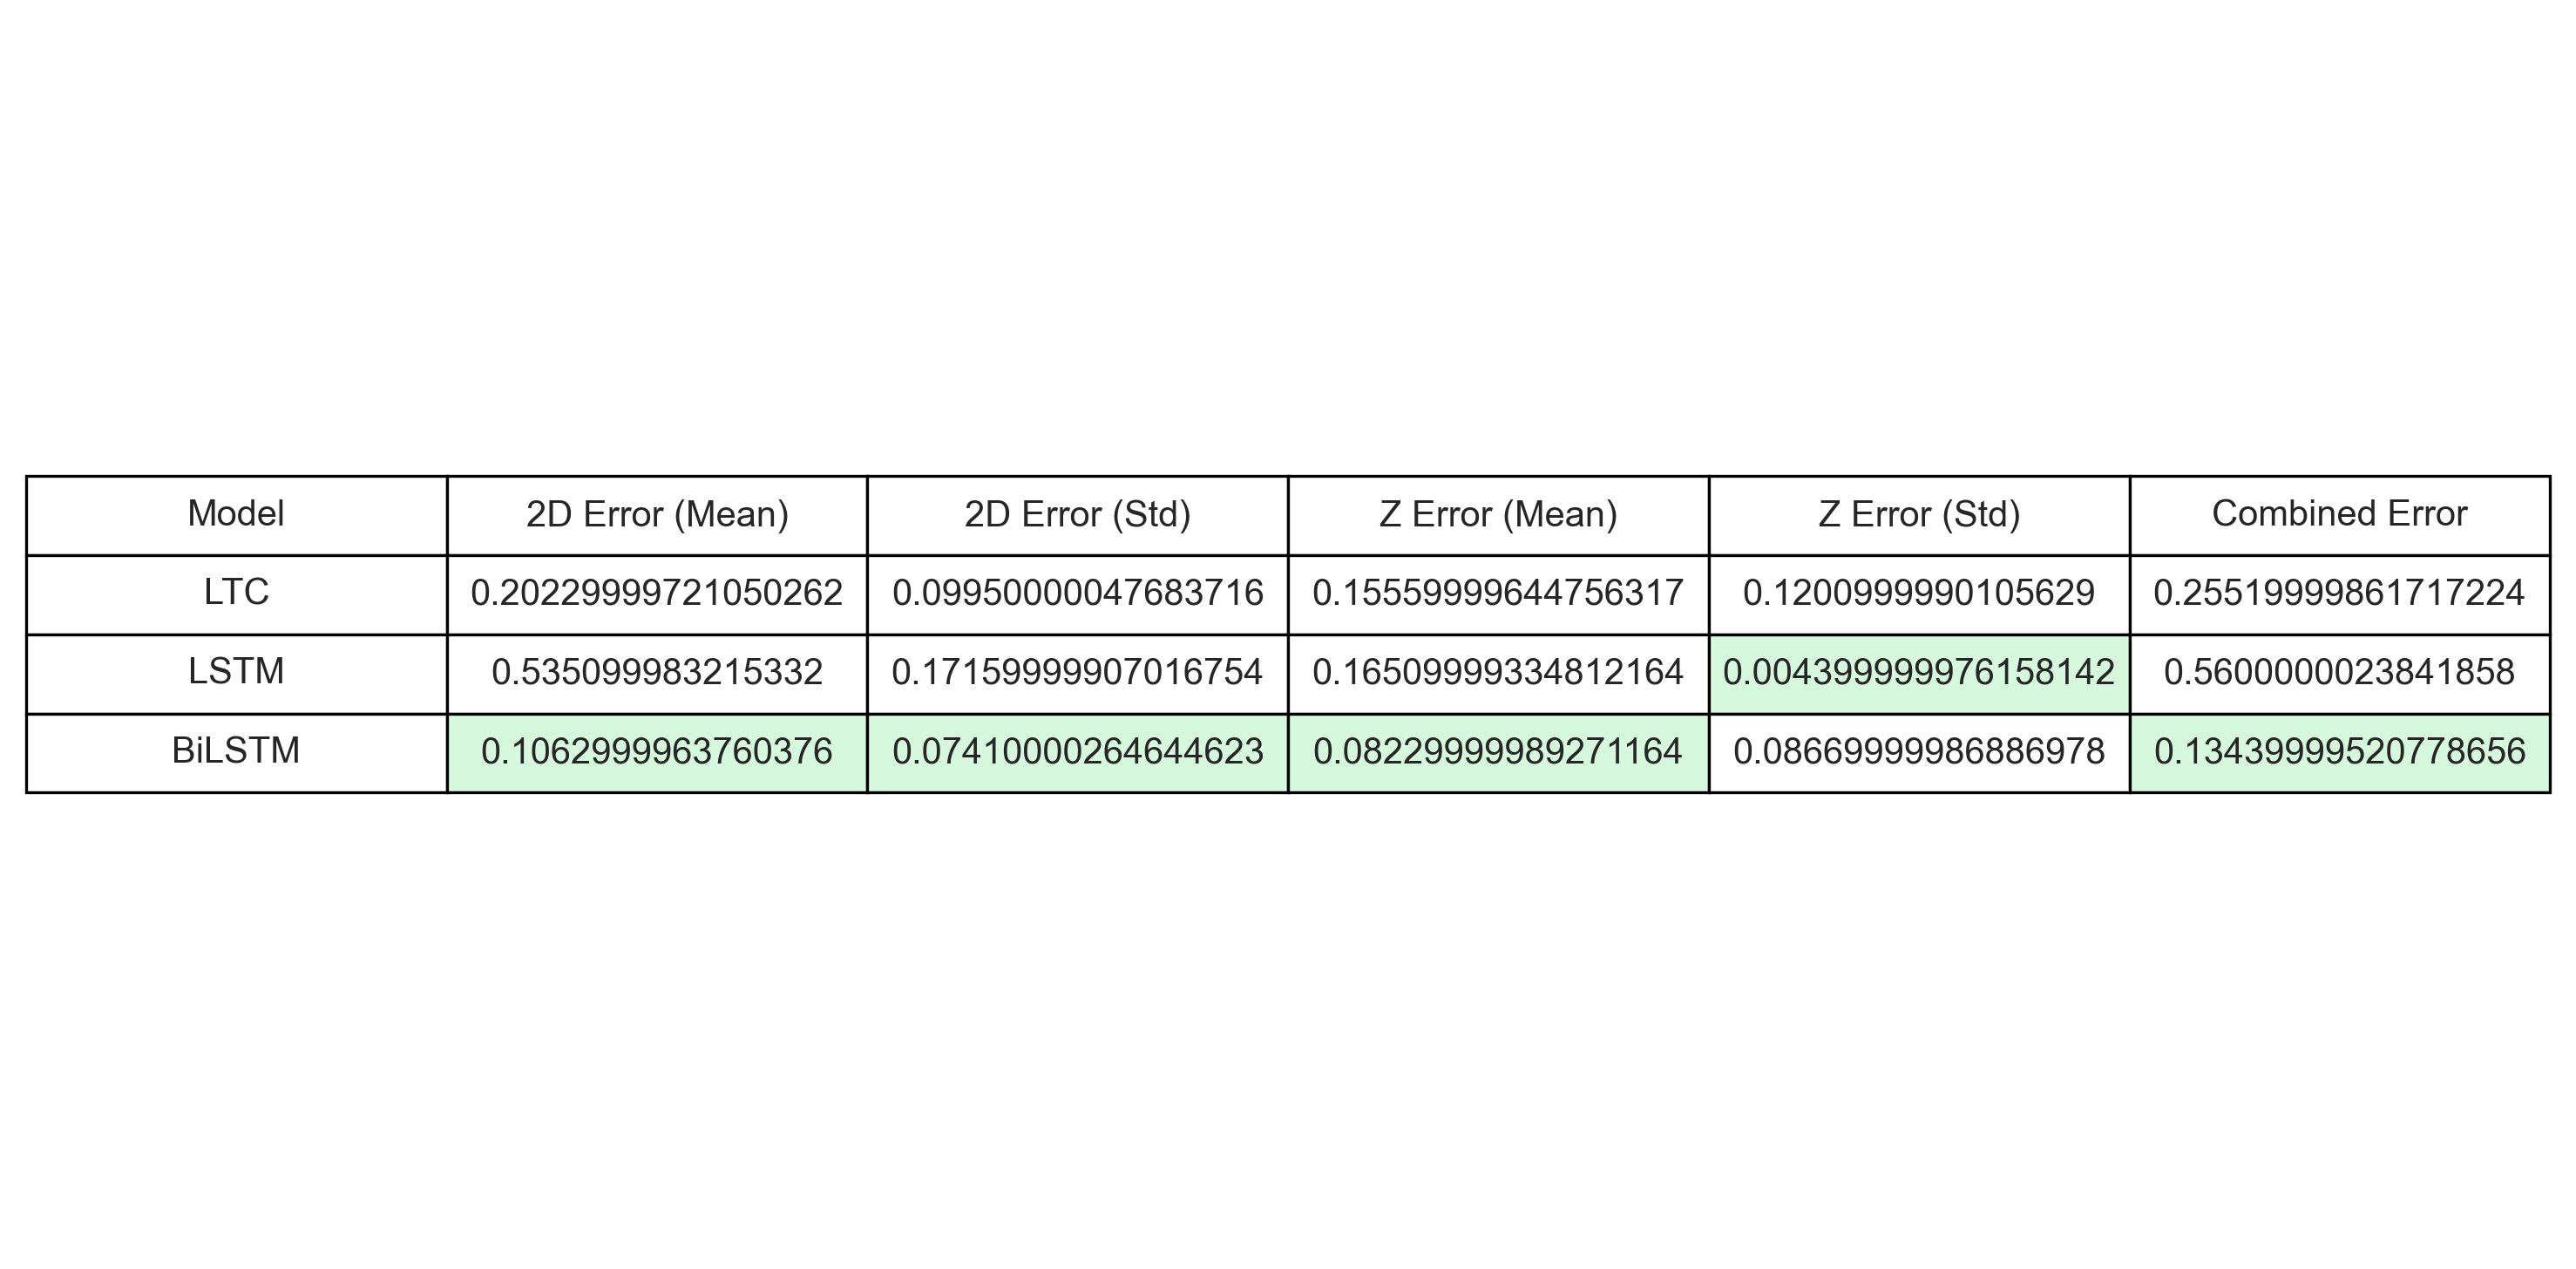 Model 2D Error (Mean) 2D Error (Std) Z Error (Mean) Z Error (Std) Combined Error
LTC 0.20229999721050262 0.09950000047683716 0.15559999644756317 0.1200999990105629 0.25519999861717224
LSTM 0.535099983215332 0.17159999907016754 0.16509999334812164 0.004399999976158142 0.5600000023841858
BiLSTM 0.1062999963760376 0.07410000264644623 0.08229999989271164 0.08669999986886978 0.13439999520778656